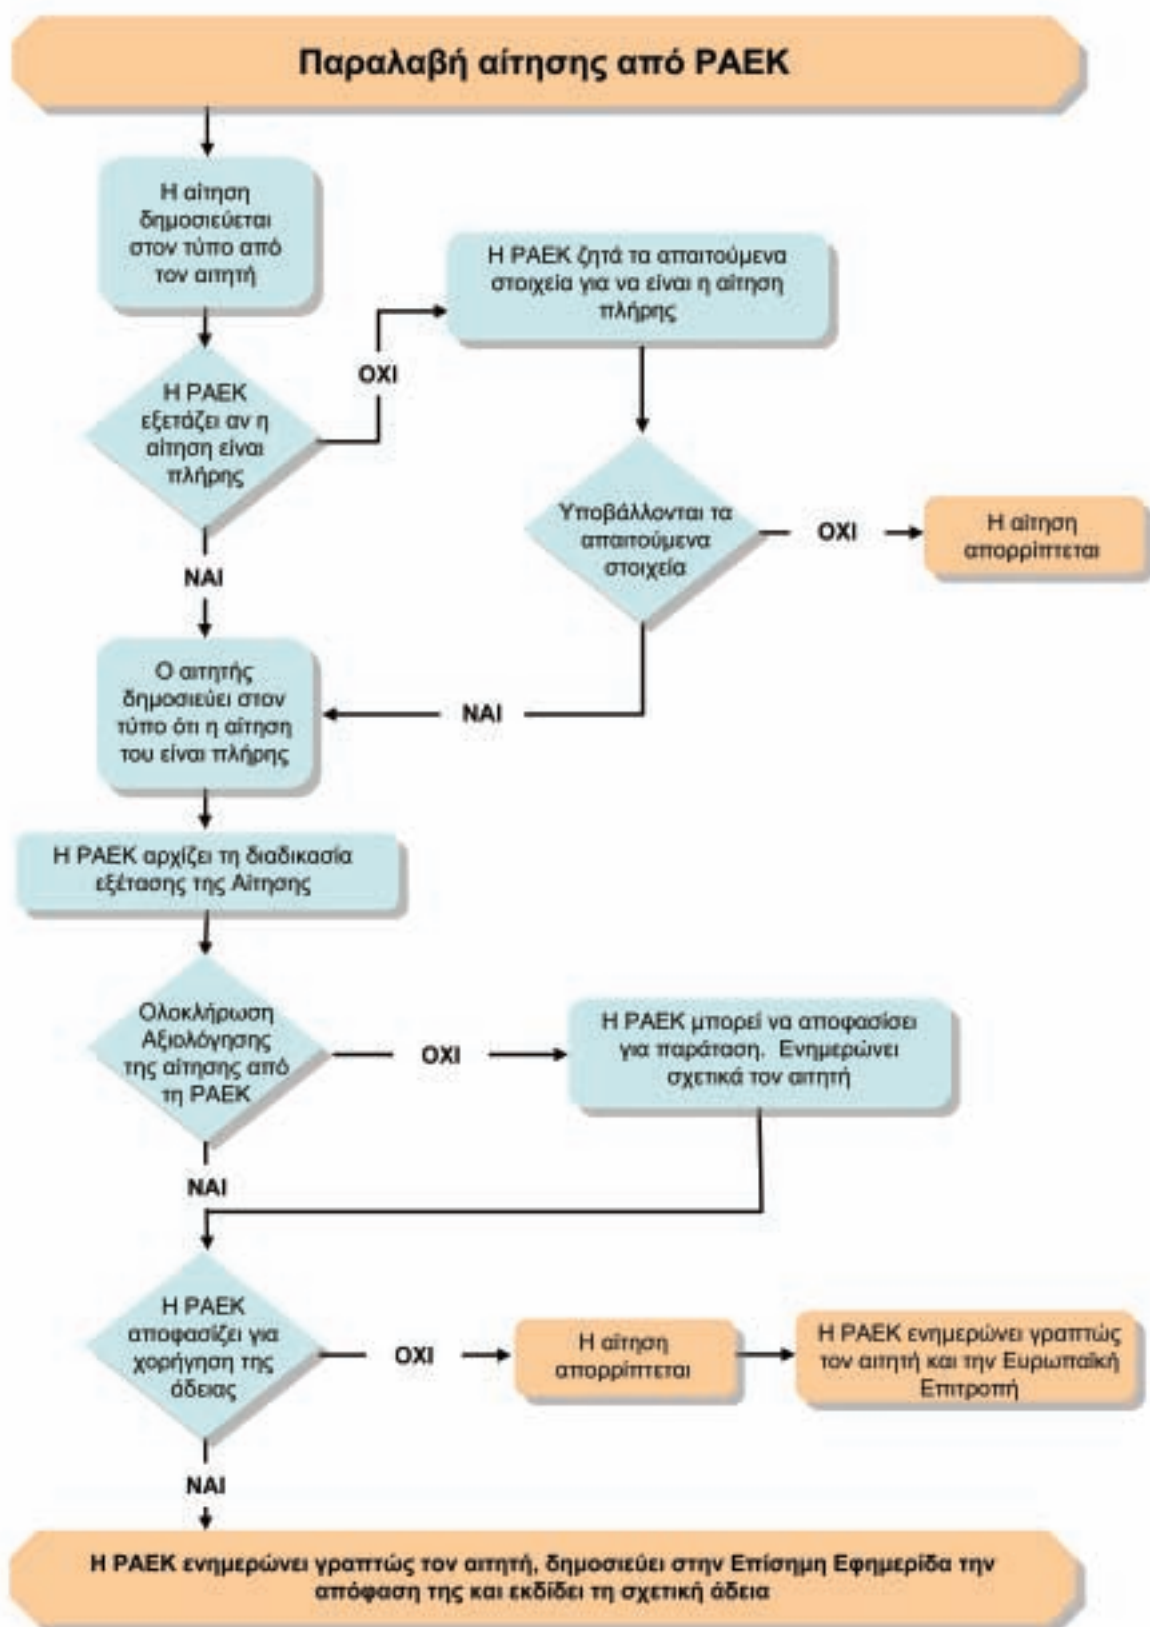 Παραλαβή αίτησης από ΡΑΕΚ
Η αίτηση
δημοσιεύεται
στον τύπο από
τον αιτητή
Η ΡΑΕΚ ζητά τα απαιτούμενα
στοιχεία για να είναι η αίτηση
πλήρης
ΟΧΙ
Η ΡΑΕΚ
εξετάζει αν η
αίτηση είναι
πλήρης
Υποβάλλονται τα
απαιτούμενα
στοιχεία
ΟΧΙ
Η αίτηση
απορρίπτεται
ΝΑΙ
Ο αιτητής
δημοσιεύει στον
τύπο ότι η αίτηση
του είναι πλήρης
ΝΑΙ
Η ΡΑΕΚ αρχίζει τη διαδικασία
εξέτασης της Αίτησης
Ολοκλήρωση
Αξιολόγησης
της αίτησης από
τη ΡΑΕΚ
ΟΧΙ
Η ΡΑΕΚ μπορεί να αποφασίσει
για παράταση. Ενημερώνει
σχετικά τον αιτητή
ΝΑΙ
Η ΡΑΕΚ
αποφασίζει για
χορήγηση της
άδειας
ΟΧΙ
Η αίτηση
απορρίπτεται
Η ΡΑΕΚ ενημερώνει γραπτώς
τον αιτητή και την Ευρωπαϊκή
Επιτροπή
ΝΑΙ
Η ΡΑΕΚ ενημερώνει γραπτώς τον αιτητή, δημοσιεύει στην Επίσημη Εφημερίδα την
απόφαση της και εκδίδει τη σχετική άδεια